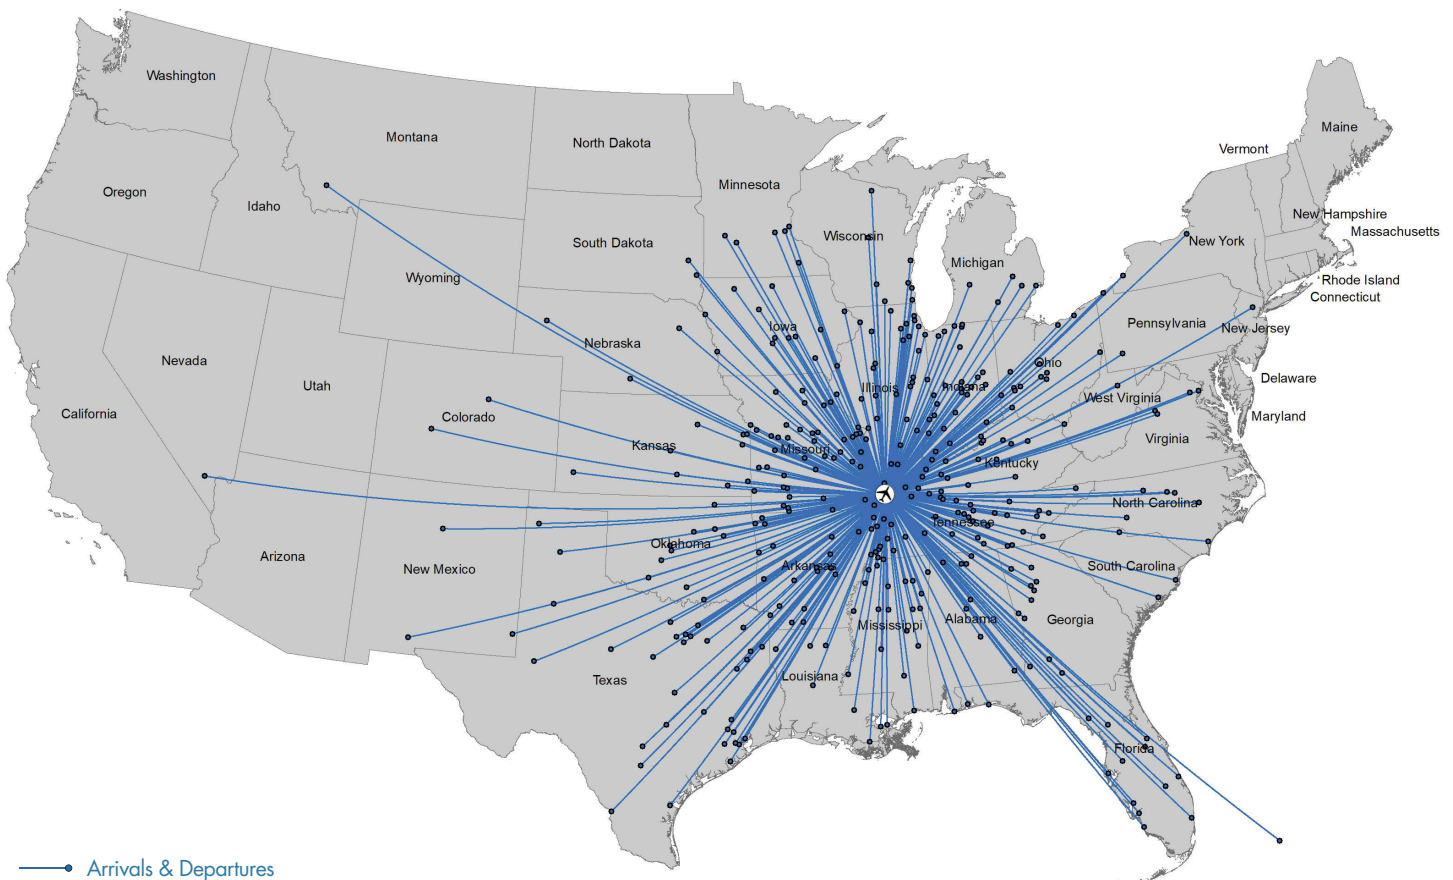 Washington
Montana
North Dakota
Minnesota
Maine
Vermont
Oregon
Idaho
South Dakota
Wisconsin
Michigan
New Hampshire
Massachusetts
New York
Wyoming
Rhode Island
Connecticut
Iowa
Pennsylvania
New Jersey
Nebraska
Nevada
Utah
Ohio
Illinois
Indiana
Delaware
West Virginia
California
Colorado
Maryland
Kansas
Missouri
Virginia
Kentucky
North Carolina
Tennessee
Oklahoma
Arizona
New Mexico
Arkansas
South Carolina
Mississippi
Alabama
Georgia
Texas
Louisiana
Florida
Arrivals & Departures